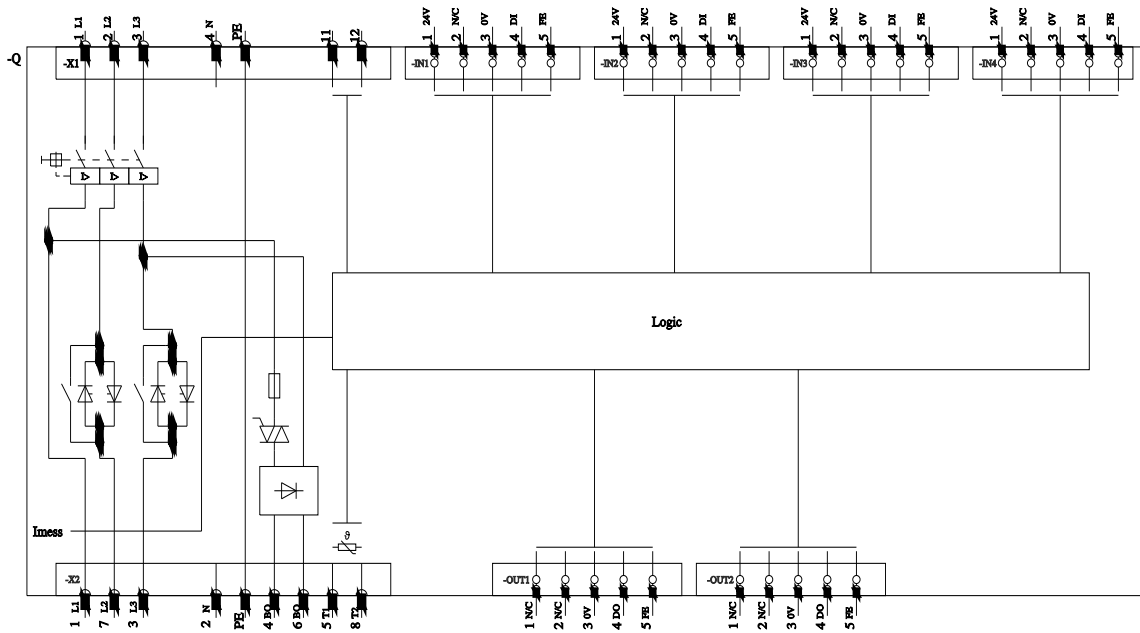 L1 L2 L3 N PE 11 12 24V N/C 0V DI FE 24V N/C 0V DI FE 24V N/C 0V DI FE 24V N/C 0V DI FE
1 2 3 4 1 2 3 4 5 1 2 3 4 5 1 2 3 4 5 1 2 3 4 5
-Q
-X1 -IN1 -IN2 -IN3 -IN4
I> I> I>
Logic
Imess
ϑ
-X2 -OUT1 -OUT2
L1 L2 L3 N PE BO BO T1 T2 N/C N/C 0V DO FE N/C N/C 0V DO FE
1 7 3 2 4 6 5 8 1 2 3 4 5 1 2 3 4 5